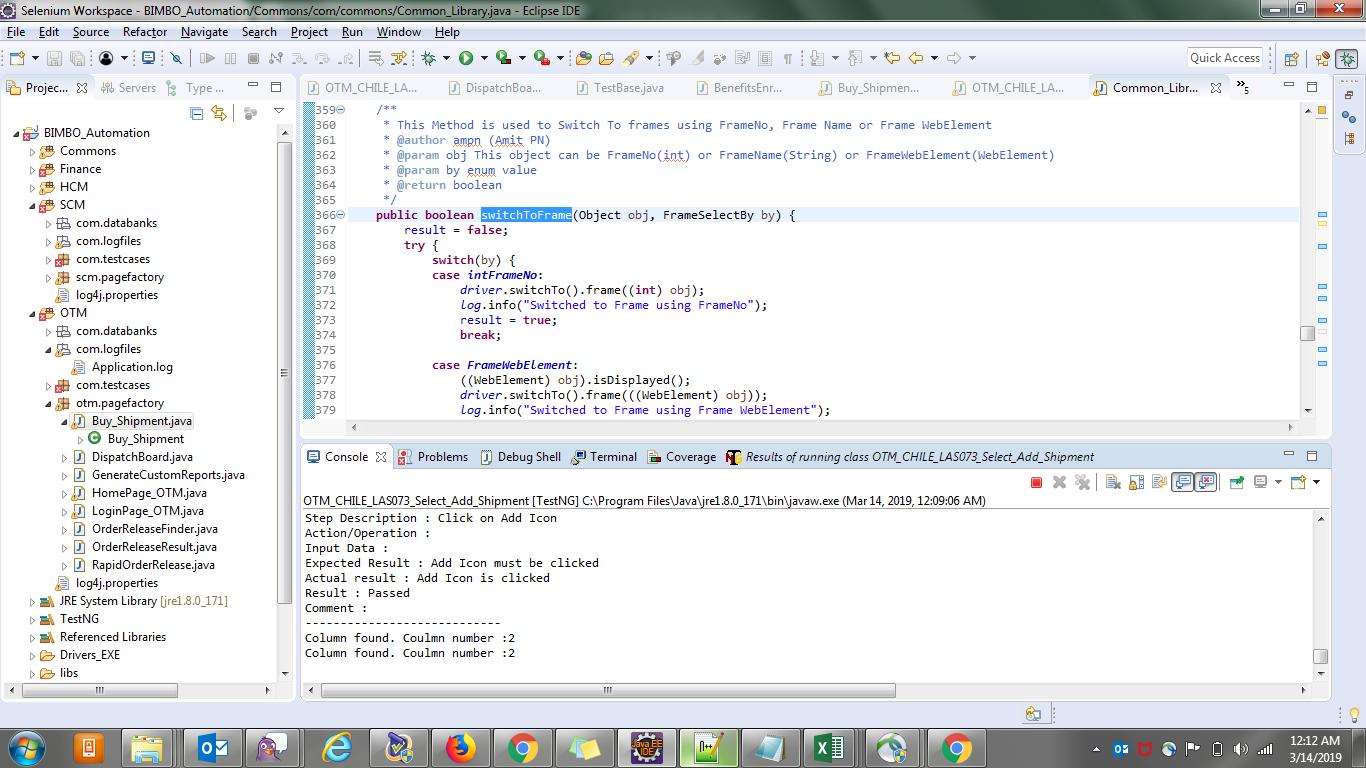 Selenium Workspace - BIMBO_Automation/Commons/com/commons/Common_Library.java - Eclipse IDE
File Edit Source Refactor Navigate Search Project Run Window Help
Quick Access
Projec... Servers Type ...
OTM_CHILE_LA... DispatchBoa... TestBase.java BenefitsEnr... Buy_Shipmen... OTM_CHILE_LA... Common_Libr... »5
BIMBO_Automation
Commons
Finance
HCM
SCM
com.databanks
com.logfiles
com.testcases
scm.pagefactory
log4j.properties
OTM
com.databanks
com.logfiles
Application.log
com.testcases
otm.pagefactory
Buy_Shipment.java
Buy_Shipment
DispatchBoard.java
GenerateCustomReports.java
HomePage_OTM.java
LoginPage_OTM.java
OrderReleaseFinder.java
OrderReleaseResult.java
RapidOrderRelease.java
log4j.properties
JRE System Library [jre1.8.0_171]
TestNG
Referenced Libraries
Drivers_EXE
libs
359 /**
360 * This Method is used to Switch To frames using FrameNo, Frame Name or Frame WebElement
361 * @author ampn (Amit PN)
362 * @param obj This object can be FrameNo(int) or FrameName(String) or FrameWebElement(WebElement)
363 * @param by enum value
364 * @return boolean
365 */
366 public boolean switchToFrame(Object obj, FrameSelectBy by) {
367 result = false;
368 try {
369 switch(by) {
370 case intFrameNo:
371 driver.switchTo().frame((int) obj);
372 log.info("Switched to Frame using FrameNo");
373 result = true;
374 break;
375
376 case FrameWebElement:
377 ((WebElement) obj).isDisplayed();
378 driver.switchTo().frame(((WebElement) obj));
379 log.info("Switched to Frame using Frame WebElement");
Console Problems Debug Shell Terminal Coverage Results of running class OTM_CHILE_LAS073_Select_Add_Shipment
OTM_CHILE_LAS073_Select_Add_Shipment [TestNG] C:\Program Files\Java\jre1.8.0_171\bin\javaw.exe (Mar 14, 2019, 12:09:06 AM)
Step Description : Click on Add Icon
Action/Operation :
Input Data :
Expected Result : Add Icon must be clicked
Actual result : Add Icon is clicked
Result : Passed
Comment :
----------------------------
Column found. Coulmn number :2
Column found. Coulmn number :2
Java EE IDE
12:12 AM
3/14/2019